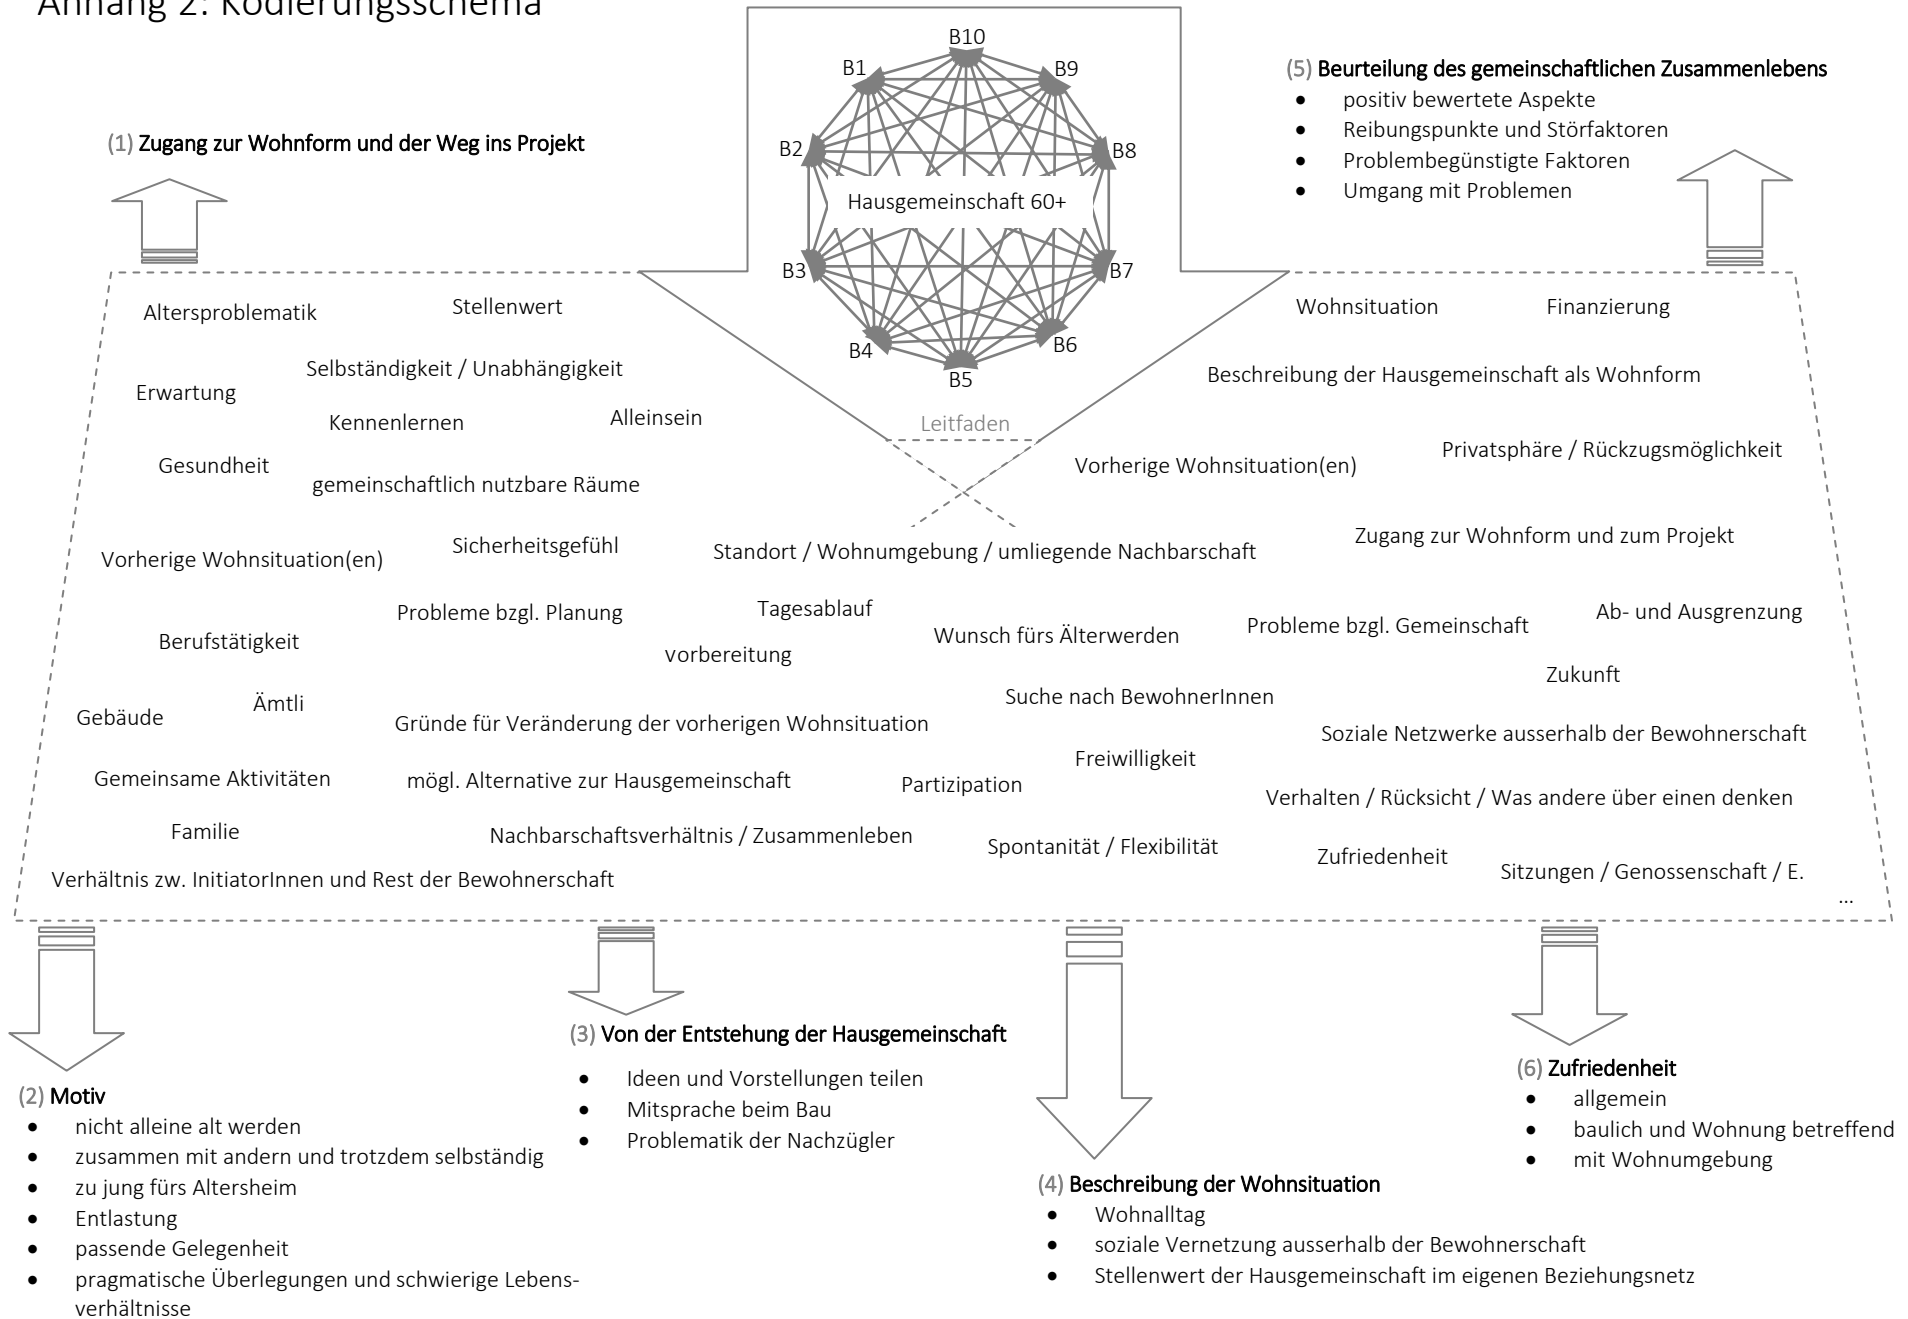 Anhang 2: Kodierungsschema
B10
B1
B9
B2
B8
Hausgemeinschaft 60+
B3
B7
B4
B6
B5
Leitfaden
(1) Zugang zur Wohnform und der Weg ins Projekt
(5) Beurteilung des gemeinschaftlichen Zusammenlebens
• positiv bewertete Aspekte
• Reibungspunkte und Störfaktoren
• Problembegünstigte Faktoren
• Umgang mit Problemen
Altersproblematik
Stellenwert
Wohnsituation
Finanzierung
Selbständigkeit / Unabhängigkeit
Beschreibung der Hausgemeinschaft als Wohnform
Erwartung
Kennenlernen
Alleinsein
Gesundheit
gemeinschaftlich nutzbare Räume
Vorherige Wohnsituation(en)
Privatsphäre / Rückzugsmöglichkeit
Vorherige Wohnsituation(en)
Sicherheitsgefühl
Standort / Wohnumgebung / umliegende Nachbarschaft
Zugang zur Wohnform und zum Projekt
Probleme bzgl. Planung
Tagesablauf
Wunsch fürs Älterwerden
Probleme bzgl. Gemeinschaft
Ab- und Ausgrenzung
Berufstätigkeit
vorbereitung
Zukunft
Gebäude
Ämtli
Gründe für Veränderung der vorherigen Wohnsituation
Suche nach BewohnerInnen
Soziale Netzwerke ausserhalb der Bewohnerschaft
Freiwilligkeit
Gemeinsame Aktivitäten
mögl. Alternative zur Hausgemeinschaft
Partizipation
Verhalten / Rücksicht / Was andere über einen denken
Familie
Nachbarschaftsverhältnis / Zusammenleben
Spontanität / Flexibilität
Zufriedenheit
Sitzungen / Genossenschaft / E.
Verhältnis zw. InitiatorInnen und Rest der Bewohnerschaft
...
(2) Motiv
• nicht alleine alt werden
• zusammen mit andern und trotzdem selbständig
• zu jung fürs Altersheim
• Entlastung
• passende Gelegenheit
• pragmatische Überlegungen und schwierige Lebens-
verhältnisse
(3) Von der Entstehung der Hausgemeinschaft
• Ideen und Vorstellungen teilen
• Mitsprache beim Bau
• Problematik der Nachzügler
(4) Beschreibung der Wohnsituation
• Wohnalltag
• soziale Vernetzung ausserhalb der Bewohnerschaft
• Stellenwert der Hausgemeinschaft im eigenen Beziehungsnetz
(6) Zufriedenheit
• allgemein
• baulich und Wohnung betreffend
• mit Wohnumgebung